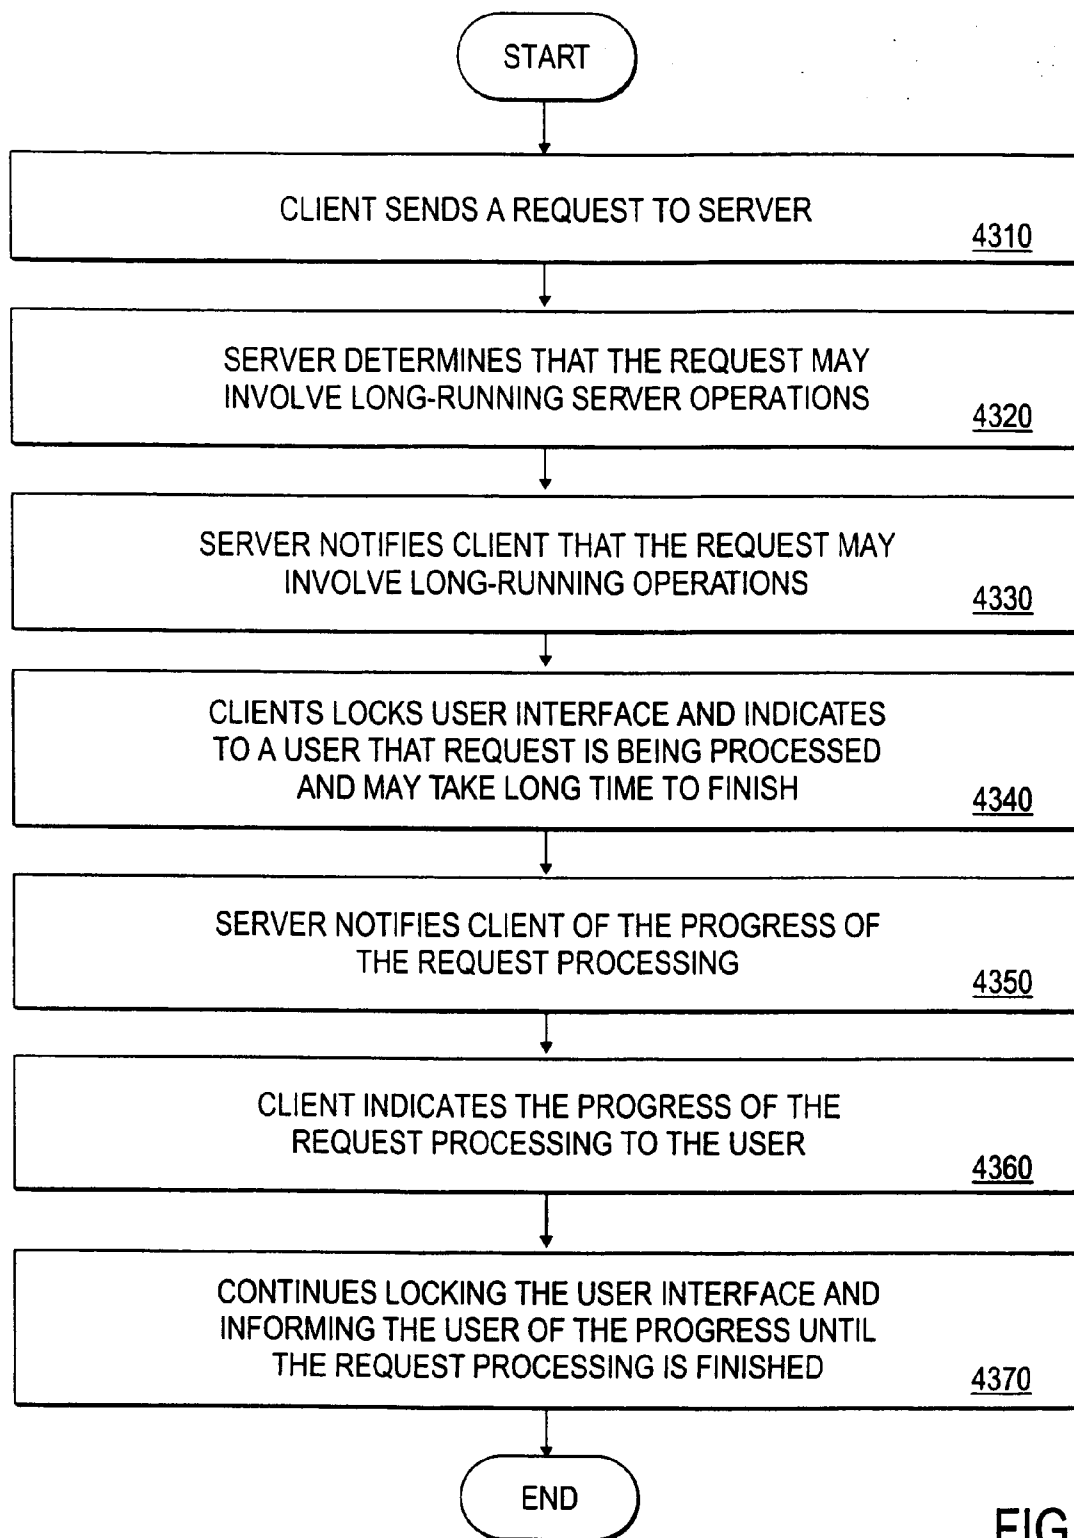 START
CLIENT SENDS A REQUEST TO SERVER
4310
SERVER DETERMINES THAT THE REQUEST MAY
INVOLVE LONG-RUNNING SERVER OPERATIONS
4320
SERVER NOTIFIES CLIENT THAT THE REQUEST MAY
INVOLVE LONG-RUNNING OPERATIONS
4330
CLIENTS LOCKS USER INTERFACE AND INDICATES
TO A USER THAT REQUEST IS BEING PROCESSED
AND MAY TAKE LONG TIME TO FINISH
4340
SERVER NOTIFIES CLIENT OF THE PROGRESS OF
THE REQUEST PROCESSING
4350
CLIENT INDICATES THE PROGRESS OF THE
REQUEST PROCESSING TO THE USER
4360
CONTINUES LOCKING THE USER INTERFACE AND
INFORMING THE USER OF THE PROGRESS UNTIL
THE REQUEST PROCESSING IS FINISHED
4370
END
FIG